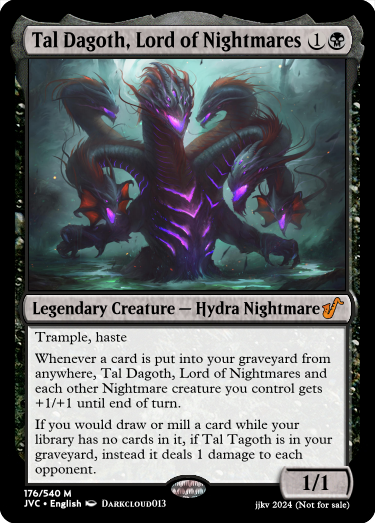 Tal Dagoth, Lord of Nightmares 1
Legendary Creature — Hydra Nightmare
Trample, haste
Whenever a card is put into your graveyard from
anywhere, Tal Dagoth, Lord of Nightmares and
each other Nightmare creature you control gets
+1/+1 until end of turn.
If you would draw or mill a card while your
library has no cards in it, if Tal Tagoth is in your
graveyard, instead it deals 1 damage to each
opponent.
1/1
176/540 M
JVC • English Darkcloud013
jjkv 2024 (Not for sale)